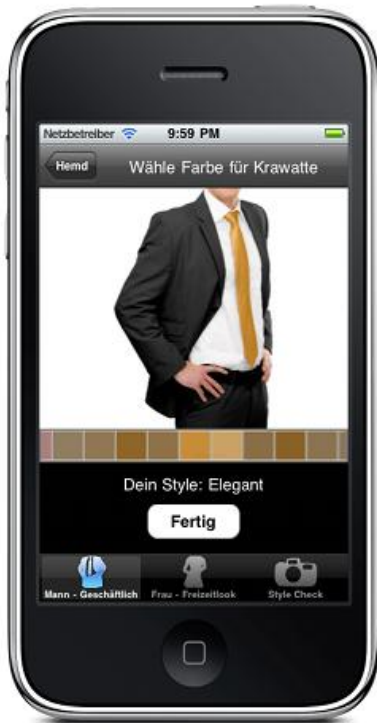 Netzbetreiber 9:59 PM
Hemd Wähle Farbe für Krawatte
Dein Style: Elegant
Fertig
Mann - Geschäftlich Frau - Freizeitlook Style Check